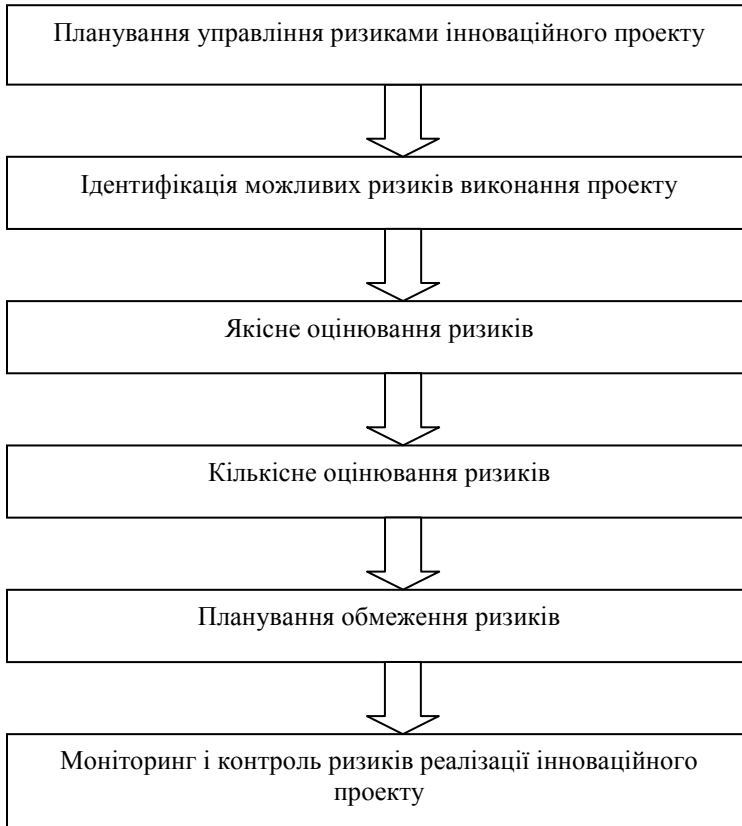 Планування управління ризиками інноваційного проекту
Ідентифікація можливих ризиків виконання проекту
Якісне оцінювання ризиків
Кількісне оцінювання ризиків
Планування обмеження ризиків
Моніторинг і контроль ризиків реалізації інноваційного
проекту